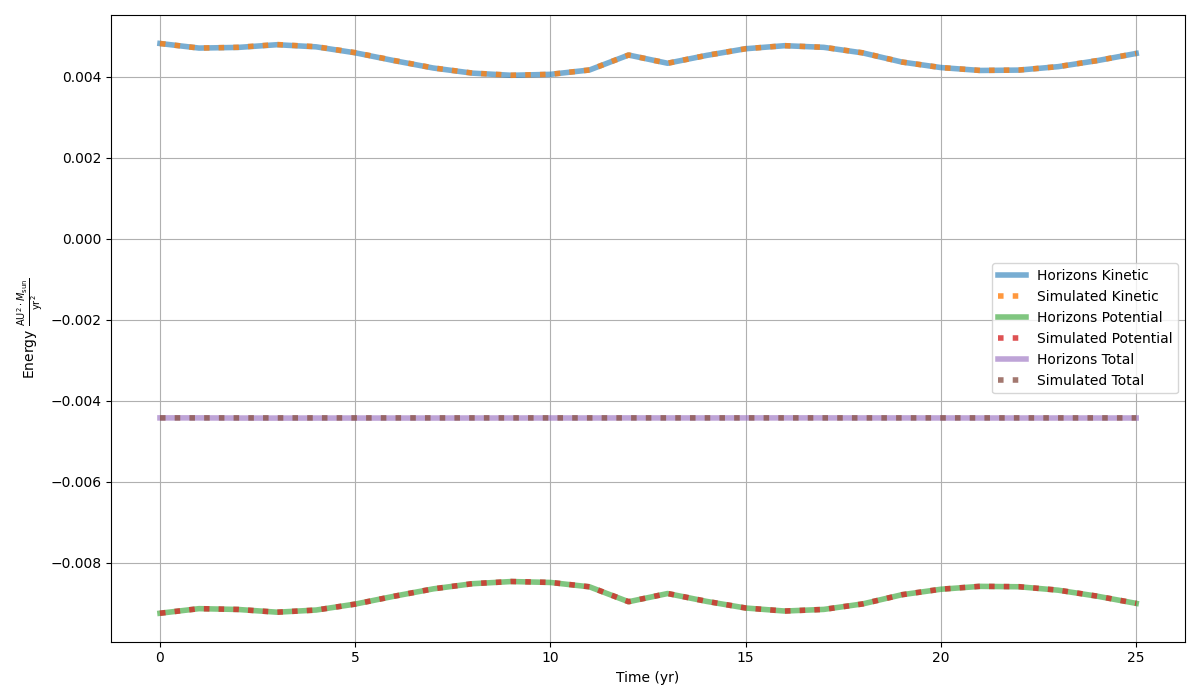 0.004
0.002
0.000
−0.002
−0.004
−0.006
−0.008
Energy AU²·M_sun/yr²
0 5 10 15 20 25
Time (yr)
Horizons Kinetic
Simulated Kinetic
Horizons Potential
Simulated Potential
Horizons Total
Simulated Total